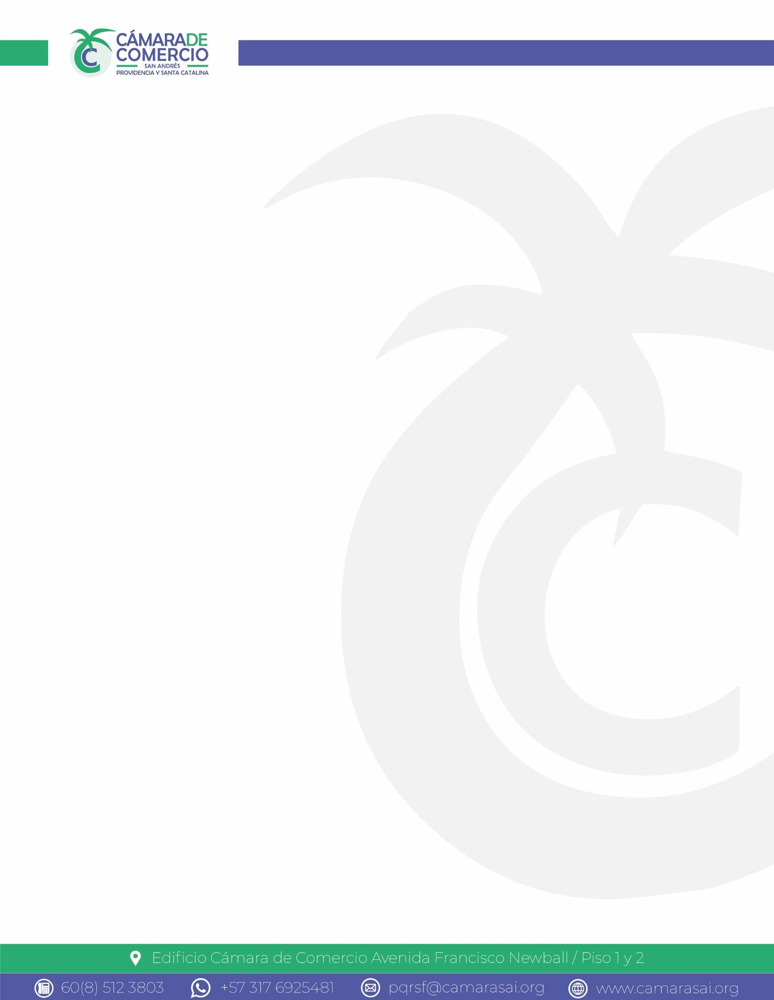 CÁMARADE
COMERCIO
SAN ANDRÉS
PROVIDENCIA Y SANTA CATALINA
C
Edificio Cámara de Comercio Avenida Francisco Newball / Piso 1 y 2
60(8) 512 3803 +57 317 6925481 pqrsf@camarasai.org www.camarasai.org